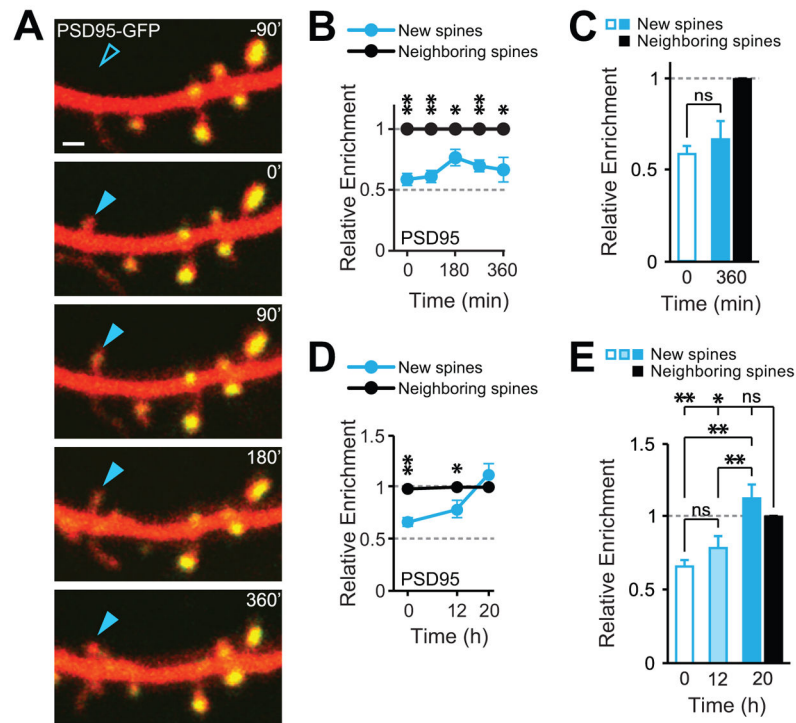 A
PSD95-GFP
-90'
0'
90'
180'
360'
B
New spines
Neighboring spines
Relative Enrichment
** ** * ** *
1
0.5
0
PSD95
0 180 360
Time (min)
C
New spines
Neighboring spines
Relative Enrichment
ns
1
0.5
0
0 360
Time (min)
D
New spines
Neighboring spines
Relative Enrichment
1.5
** *
1
0.5
0
PSD95
0 12 20
Time (h)
E
New spines
Neighboring spines
Relative Enrichment
** * ns
**
**
ns
1.5
1
0.5
0
0 12 20
Time (h)